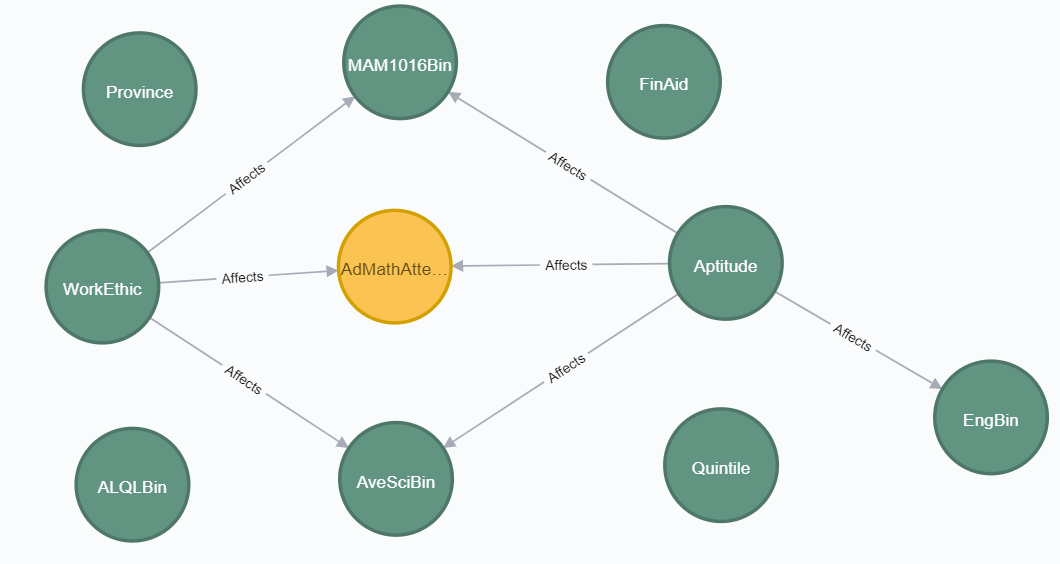 MAM1016Bin
FinAid
Province
Affects
Affects
AdMathAtte...
Affects
Affects
Aptitude
WorkEthic
Affects
Affects
Affects
EngBin
Quintile
AveSciBin
ALQLBin